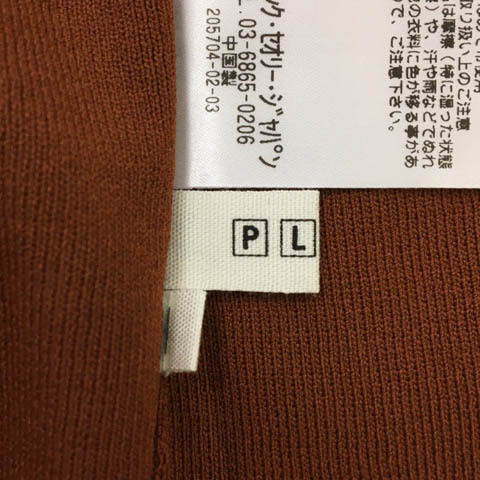 取り扱い上のご注意
は摩擦(特に湿った状態
)や、汗や雨などでぬれ
の衣料に色が移る事があ
で、ご注意下さい。
ク・セオリー・ジャパン
03-6865-0206
中国製
205704-02-03
P L